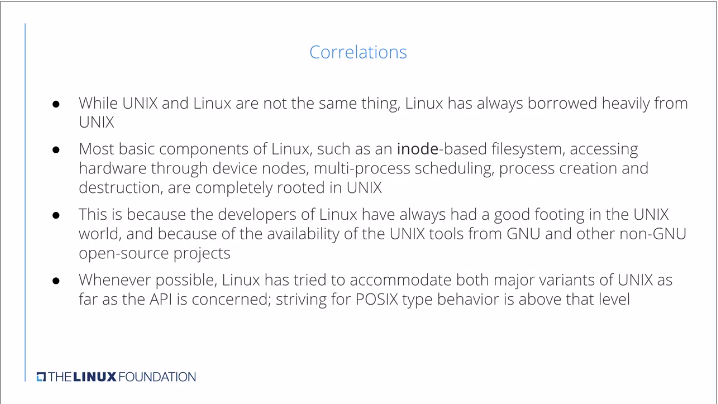 Correlations
● While UNIX and Linux are not the same thing, Linux has always borrowed heavily from
UNIX
● Most basic components of Linux, such as an inode-based filesystem, accessing
hardware through device nodes, multi-process scheduling, process creation and
destruction, are completely rooted in UNIX
● This is because the developers of Linux have always had a good footing in the UNIX
world, and because of the availability of the UNIX tools from GNU and other non-GNU
open-source projects
● Whenever possible, Linux has tried to accommodate both major variants of UNIX as
far as the API is concerned; striving for POSIX type behavior is above that level
THE LINUX FOUNDATION